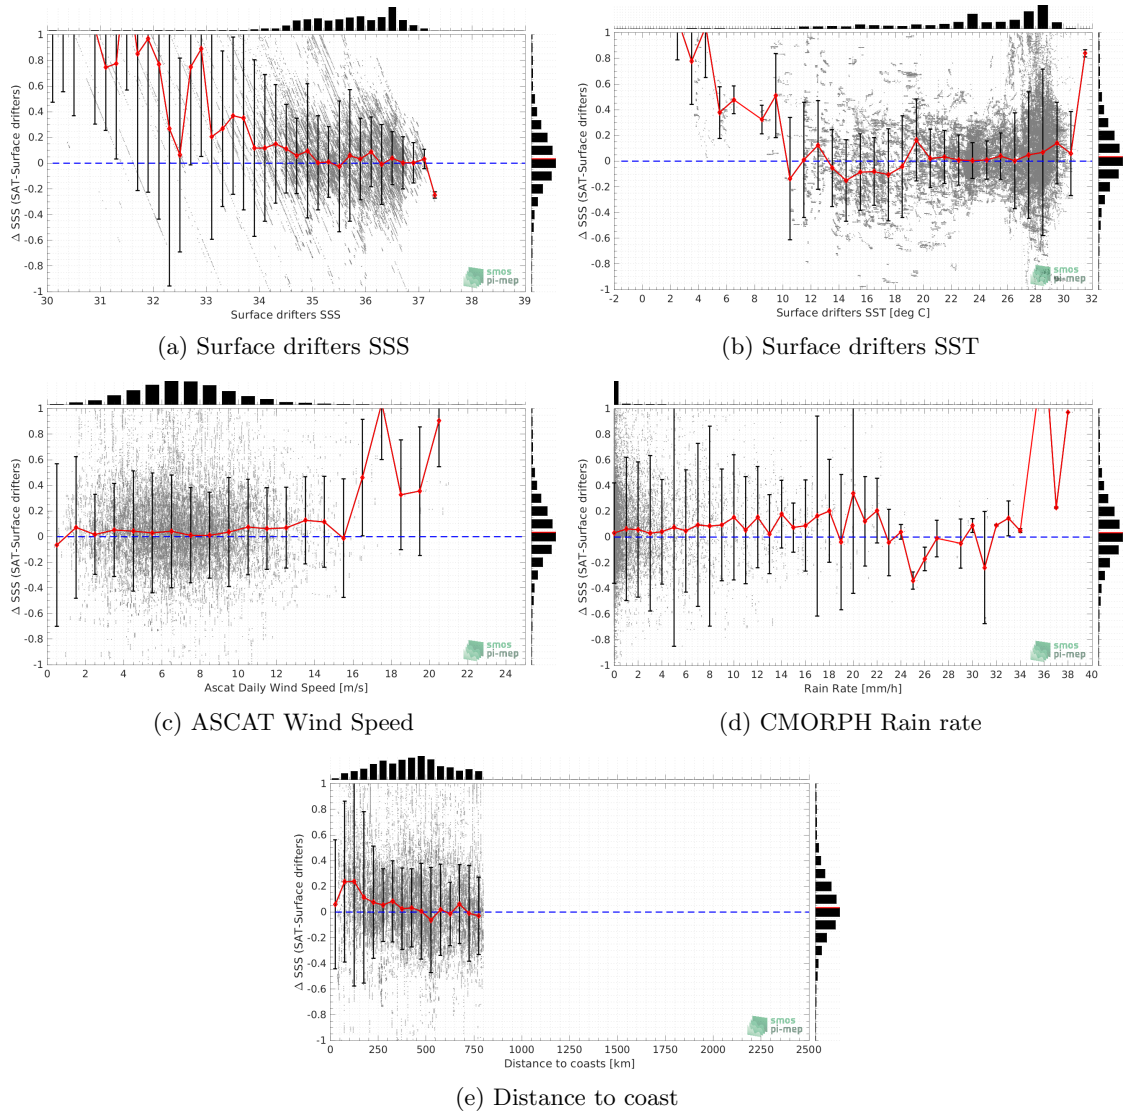 1
0.8
0.6
0.4
0.2
0
-0.2
-0.4
-0.6
-0.8
-1
Δ SSS (SAT-Surface drifters)
30 31 32 33 34 35 36 37 38 39
Surface drifters SSS
smos
pi-mep
(a) Surface drifters SSS
1
0.8
0.6
0.4
0.2
0
-0.2
-0.4
-0.6
-0.8
-1
Δ SSS (SAT-Surface drifters)
-2 0 2 4 6 8 10 12 14 16 18 20 22 24 26 28 30 32
Surface drifters SST [deg C]
smos
pi-mep
(b) Surface drifters SST
1
0.8
0.6
0.4
0.2
0
-0.2
-0.4
-0.6
-0.8
-1
Δ SSS (SAT-Surface drifters)
0 2 4 6 8 10 12 14 16 18 20 22 24
Ascat Daily Wind Speed [m/s]
smos
pi-mep
(c) ASCAT Wind Speed
1
0.8
0.6
0.4
0.2
0
-0.2
-0.4
-0.6
-0.8
-1
Δ SSS (SAT-Surface drifters)
0 2 4 6 8 10 12 14 16 18 20 22 24 26 28 30 32 34 36 38 40
Rain Rate [mm/h]
smos
pi-mep
(d) CMORPH Rain rate
1
0.8
0.6
0.4
0.2
0
-0.2
-0.4
-0.6
-0.8
-1
Δ SSS (SAT-Surface drifters)
0 250 500 750 1000 1250 1500 1750 2000 2250 2500
Distance to coasts [km]
smos
pi-mep
(e) Distance to coast